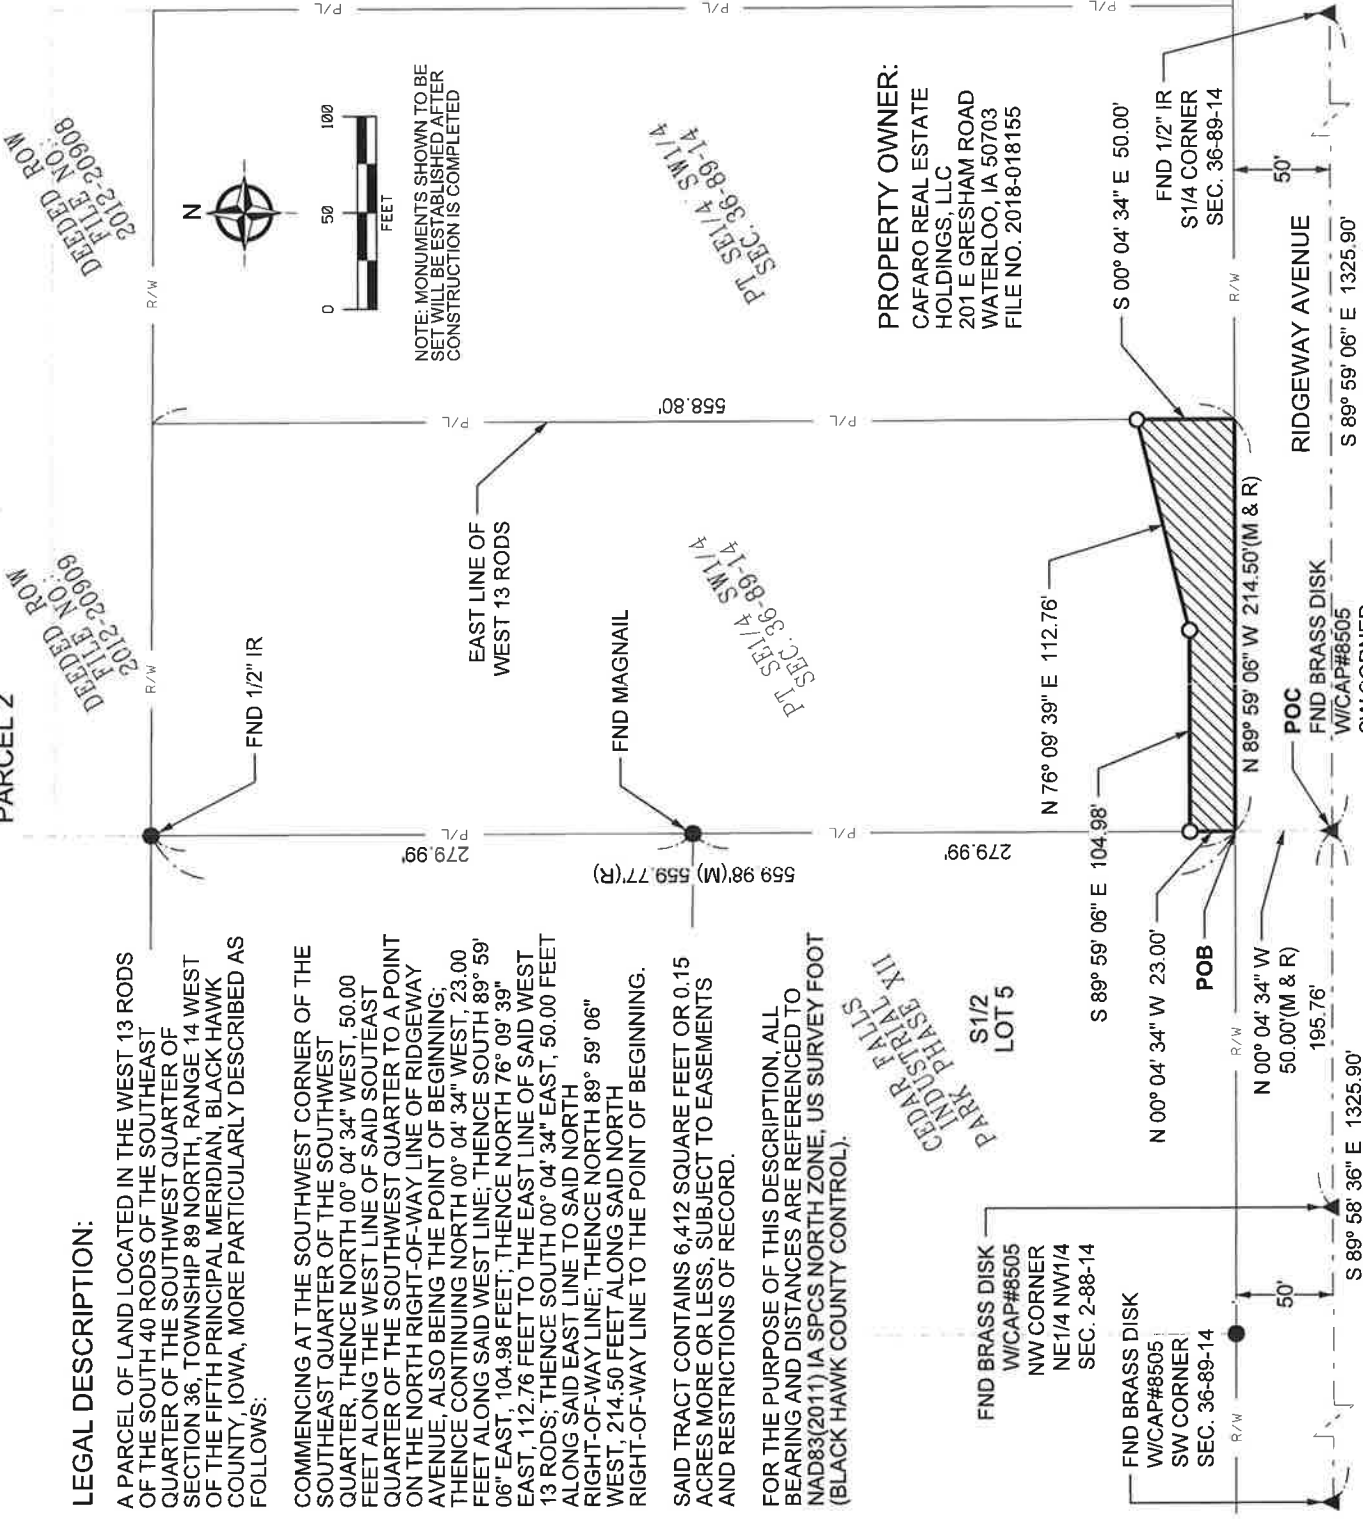 PARCEL 2
LEGAL DESCRIPTION:
A PARCEL OF LAND LOCATED IN THE WEST 13 RODS
OF THE SOUTH 40 RODS OF THE SOUTHEAST
QUARTER OF THE SOUTHWEST QUARTER OF
SECTION 36, TOWNSHIP 89 NORTH, RANGE 14 WEST
OF THE FIFTH PRINCIPAL MERIDIAN, BLACK HAWK
COUNTY, IOWA, MORE PARTICULARLY DESCRIBED AS
FOLLOWS:
COMMENCING AT THE SOUTHWEST CORNER OF THE
SOUTHEAST QUARTER OF THE SOUTHWEST
QUARTER, THENCE NORTH 00° 04' 34" WEST, 50.00
FEET ALONG THE WEST LINE OF SAID SOUTEAST
QUARTER OF THE SOUTHWEST QUARTER TO A POINT
ON THE NORTH RIGHT-OF-WAY LINE OF RIDGEWAY
AVENUE, ALSO BEING THE POINT OF BEGINNING;
THENCE CONTINUING NORTH 00° 04' 34" WEST, 23.00
FEET ALONG SAID WEST LINE; THENCE SOUTH 89° 59'
06" EAST, 104.98 FEET; THENCE NORTH 76° 09' 39"
EAST, 112.76 FEET TO THE EAST LINE OF SAID WEST
13 RODS; THENCE SOUTH 00° 04' 34" EAST, 50.00 FEET
ALONG SAID EAST LINE TO SAID NORTH
RIGHT-OF-WAY LINE; THENCE NORTH 89° 59' 06"
WEST, 214.50 FEET ALONG SAID NORTH
RIGHT-OF-WAY LINE TO THE POINT OF BEGINNING.
SAID TRACT CONTAINS 6,412 SQUARE FEET OR 0.15
ACRES MORE OR LESS, SUBJECT TO EASEMENTS
AND RESTRICTIONS OF RECORD.
FOR THE PURPOSE OF THIS DESCRIPTION, ALL
BEARING AND DISTANCES ARE REFERENCED TO
NAD83(2011) IA SPCS NORTH ZONE, US SURVEY FOOT
(BLACK HAWK COUNTY CONTROL).
DEEDED ROW
FILE NO.:
2012-20909
DEEDED ROW
FILE NO.:
2012-20908
R/W
R/W
P/L
P/L
P/L
N
0
50
100
FEET
NOTE: MONUMENTS SHOWN TO BE
SET WILL BE ESTABLISHED AFTER
CONSTRUCTION IS COMPLETED
FND 1/2" IR
P/L
279.99'
EAST LINE OF
WEST 13 RODS
P/L
558.80'
P/L
FND MAGNAIL
559.98'(M) 559.77'(R)
P/L
279.99'
PT SE1/4 SW1/4
SEC. 36-89-14
PT SE1/4 SW1/4
SEC. 36-89-14
PROPERTY OWNER:
CAFARO REAL ESTATE
HOLDINGS, LLC
201 E GRESHAM ROAD
WATERLOO, IA 50703
FILE NO. 2018-018155
CEDAR FALLS
INDUSTRIAL
PARK PHASE XII
S1/2
LOT 5
N 76° 09' 39" E 112.76'
S 89° 59' 06" E 104.98'
N 00° 04' 34" W 23.00'
POB
S 00° 04' 34" E 50.00'
FND 1/2" IR
S1/4 CORNER
SEC. 36-89-14
FND BRASS DISK
W/CAP#8505
NW CORNER
NE1/4 NW1/4
SEC. 2-88-14
FND BRASS DISK
W/CAP#8505
SW CORNER
SEC. 36-89-14
R/W
R/W
R/W
50'
N 00° 04' 34" W
50.00'(M & R)
195.76'
N 89° 59' 06" W 214.50'(M & R)
POC
FND BRASS DISK
W/CAP#8505
SW CORNER
RIDGEWAY AVENUE
50'
S 89° 58' 36" E 1325.90'
S 89° 59' 06" E 1325.90'